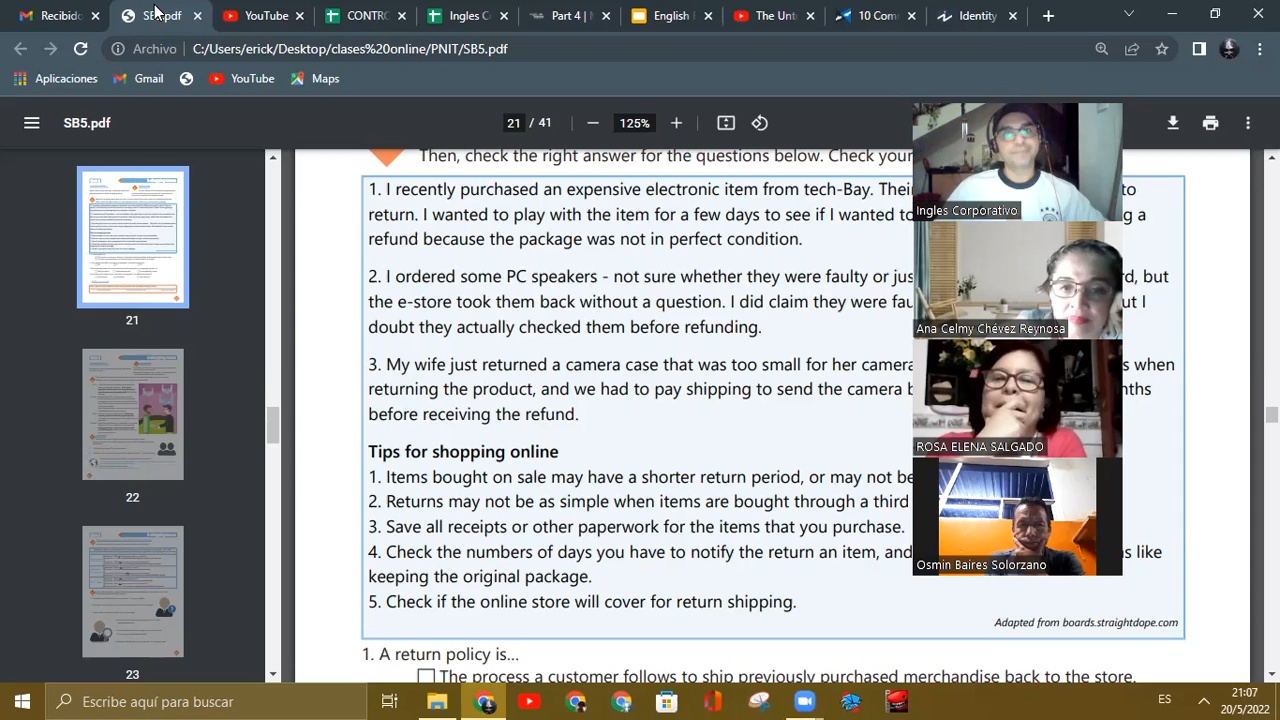 Recibido
SB5.pdf
YouTube
CONTRO
Ingles C
Part 4 |
English F
The Unt
10 Com
Identity
Archivo
C:/Users/erick/Desktop/clases%20online/PNIT/SB5.pdf
Aplicaciones
Gmail
YouTube
Maps
SB5.pdf
21 / 41
125%
Then, check the right answer for the questions below. Check your
1. I recently purchased an expensive electronic item from tech-Bay. Their to
return. I wanted to play with the item for a few days to see if I wanted to g a
refund because the package was not in perfect condition.
2. I ordered some PC speakers - not sure whether they were faulty or jus d, but
the e-store took them back without a question. I did claim they were fau ut I
doubt they actually checked them before refunding.
3. My wife just returned a camera case that was too small for her camera s when
returning the product, and we had to pay shipping to send the camera b nths
before receiving the refund.
Tips for shopping online
1. Items bought on sale may have a shorter return period, or may not be
2. Returns may not be as simple when items are bought through a third
3. Save all receipts or other paperwork for the items that you purchase.
4. Check the numbers of days you have to notify the return an item, and s like
keeping the original package.
5. Check if the online store will cover for return shipping.
Adapted from boards.straightdope.com
1. A return policy is...
The process a customer follows to ship previously purchased merchandise back to the store.
21
22
23
Ingles Corporativo
Ana Celmy Chévez Reynosa
ROSA ELENA SALGADO
Osmin Baires Solorzano
Escribe aquí para buscar
ES
21:07
20/5/2022